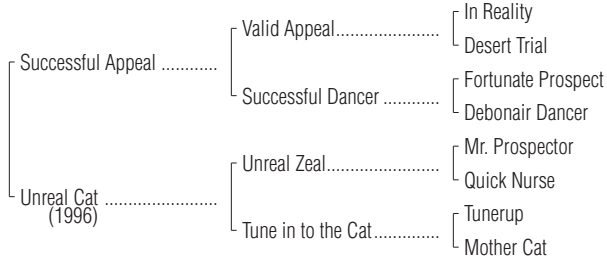 In Reality
Valid Appeal................
Desert Trial
Successful Appeal ............
Fortunate Prospect
Successful Dancer ............
Debonair Dancer
Mr. Prospector
Unreal Zeal.................
Quick Nurse
Unreal Cat ........................
(1996)
Tunerup
Tune in to the Cat..............
Mother Cat